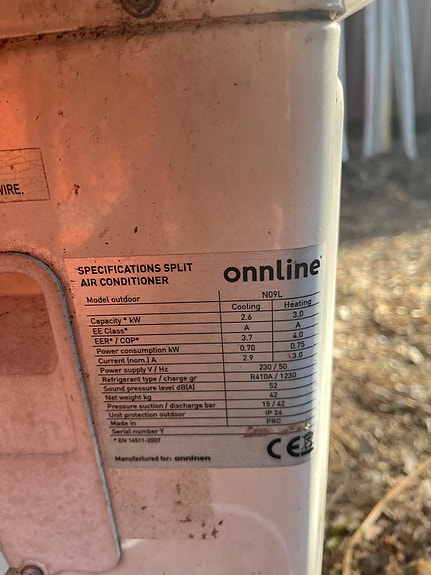 WIRE.
SPECIFICATIONS SPLIT
AIR CONDITIONER
onnline
Model outdoor N09L
Cooling Heating
Capacity* kW 2.6 3.0
EE Class* A A
EER* / COP* 3.7 4.0
Power consumption kW 0.70 0.75
Current (nom.) A 2.9 3.0
Power supply V / Hz 230 / 50
Refrigerant type / charge gr R410A / 1230
Sound pressure level dB(A) 52
Net weight kg 42
Pressure suction / discharge bar 15 / 42
Unit protection outdoor IP 24
Made in PRC
Serial number Y
* EN 14511-2007
CE
Manufactured for: onninen